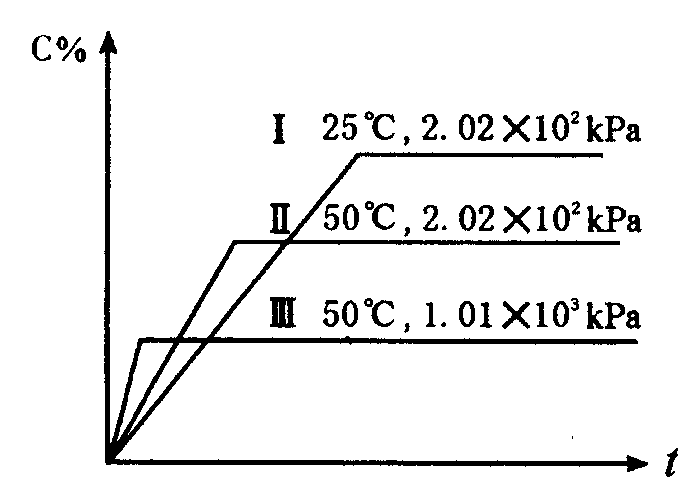 C%
Ⅰ 25℃, 2.02×10²kPa
Ⅱ 50℃, 2.02×10²kPa
Ⅲ 50℃, 1.01×10³kPa
t